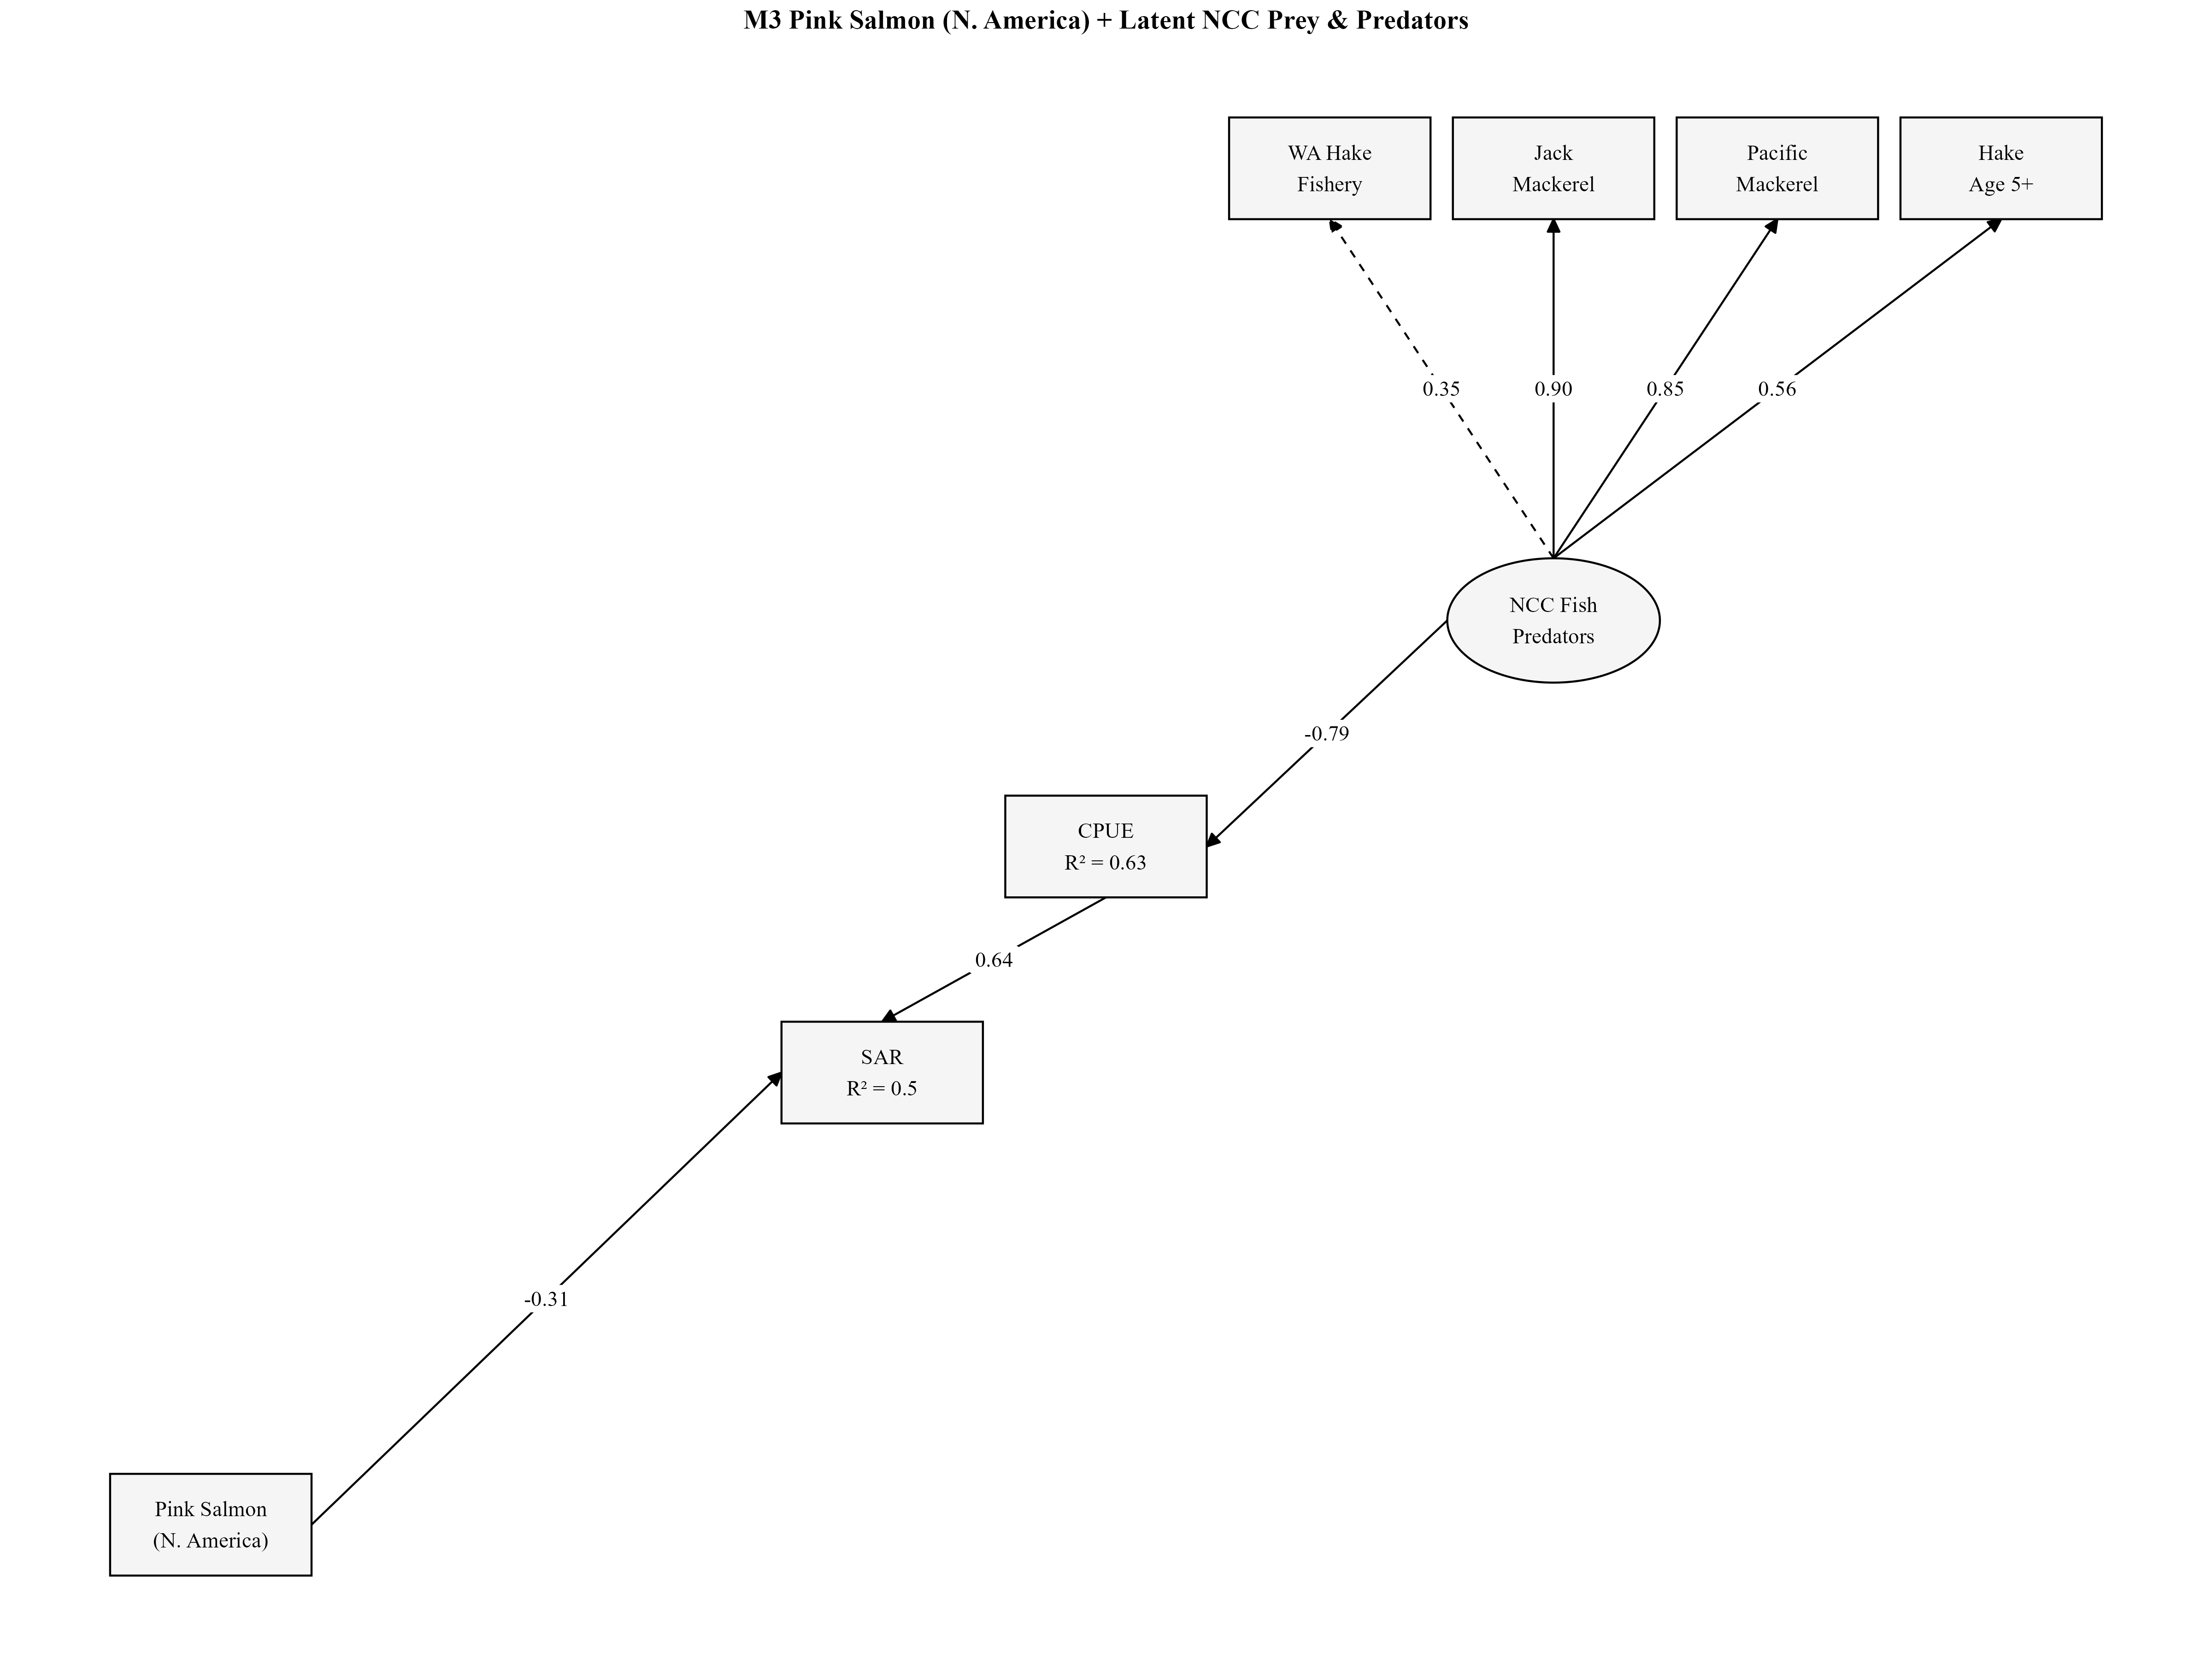 M3 Pink Salmon (N. America) + Latent NCC Prey & Predators
WA Hake
Fishery
Jack
Mackerel
Pacific
Mackerel
Hake
Age 5+
0.35
0.90
0.85
0.56
NCC Fish
Predators
-0.79
CPUE
R² = 0.63
0.64
SAR
R² = 0.5
-0.31
Pink Salmon
(N. America)